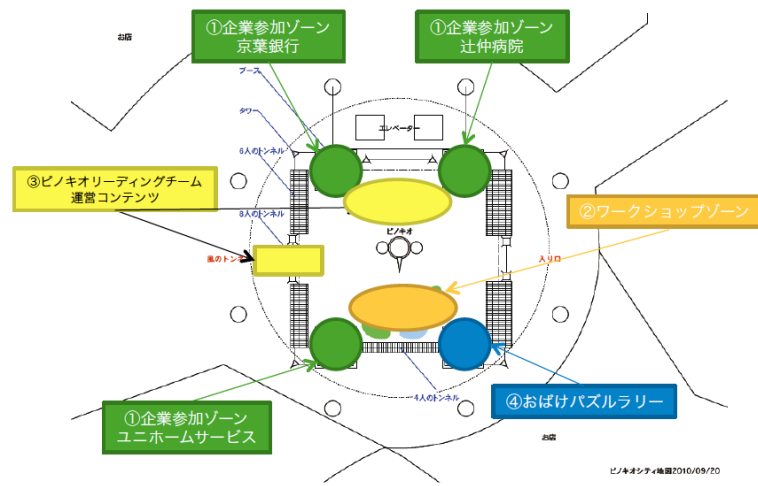 お店
①企業参加ゾーン
京葉銀行
①企業参加ゾーン
辻仲病院
ブース
タワー
エレベーター
6人のトンネル
③ピノキオリーディングチーム
運営コンテンツ
8人のトンネル
②ワークショップゾーン
ピノキオ
風のトンネ
入り口
4人のトンネル
④おばけパズルラリー
①企業参加ゾーン
ユニホームサービス
お店
ピノキオシティ地図2010/09/20